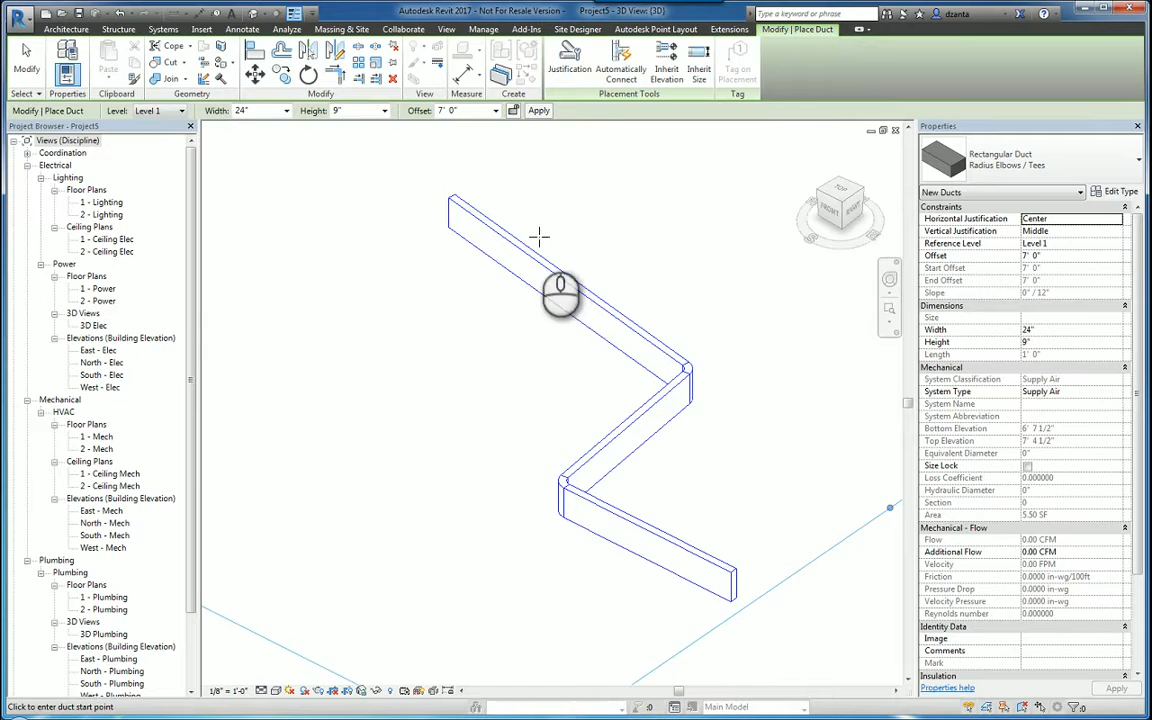 Autodesk Revit 2017 - Not For Resale Version - Project5 - 3D View: {3D}
Type a keyword or phrase
dzanta
Architecture Structure Systems Insert Annotate Analyze Massing & Site Collaborate View Manage Add-Ins Site Designer Autodesk Point Layout Extensions Modify | Place Duct
Modify
Paste
Cope
Cut
Join
Justification
Automatically Connect
Inherit Elevation
Inherit Size
Tag on Placement
Select Properties Clipboard Geometry Modify View Measure Create Placement Tools Tag
Modify | Place Duct Level: Level 1 Width: 24" Height: 9" Offset: 7' 0" Apply
Project Browser - Project5
Views (Discipline)
Coordination
Electrical
Lighting
Floor Plans
1 - Lighting
2 - Lighting
Ceiling Plans
1 - Ceiling Elec
2 - Ceiling Elec
Power
Floor Plans
1 - Power
2 - Power
3D Views
3D Elec
Elevations (Building Elevation)
East - Elec
North - Elec
South - Elec
West - Elec
Mechanical
HVAC
Floor Plans
1 - Mech
2 - Mech
Ceiling Plans
1 - Ceiling Mech
2 - Ceiling Mech
Elevations (Building Elevation)
East - Mech
North - Mech
South - Mech
West - Mech
Plumbing
Plumbing
Floor Plans
1 - Plumbing
2 - Plumbing
3D Views
3D Plumbing
Elevations (Building Elevation)
East - Plumbing
North - Plumbing
South - Plumbing
West - Plumbing
TOP
FRONT
RIGHT
Properties
Rectangular Duct
Radius Elbows / Tees
New Ducts Edit Type
Constraints
Horizontal Justification Center
Vertical Justification Middle
Reference Level Level 1
Offset 7' 0"
Start Offset 7' 0"
End Offset 7' 0"
Slope 0" / 12"
Dimensions
Size
Width 24"
Height 9"
Length 1' 0"
Mechanical
System Classification Supply Air
System Type Supply Air
System Name
System Abbreviation
Bottom Elevation 6' 7 1/2"
Top Elevation 7' 4 1/2"
Equivalent Diameter 0"
Size Lock
Loss Coefficient 0.000000
Hydraulic Diameter 0"
Section 0
Area 5.50 SF
Mechanical - Flow
Flow 0.00 CFM
Additional Flow 0.00 CFM
Velocity 0.00 FPM
Friction 0.0000 in-wg/100ft
Pressure Drop 0.0000 in-wg
Velocity Pressure 0.0000 in-wg
Reynolds number 0.000000
Identity Data
Image
Comments
Mark
Insulation
Properties help Apply
1/8" = 1'-0"
Click to enter duct start point
:0
Main Model
:0